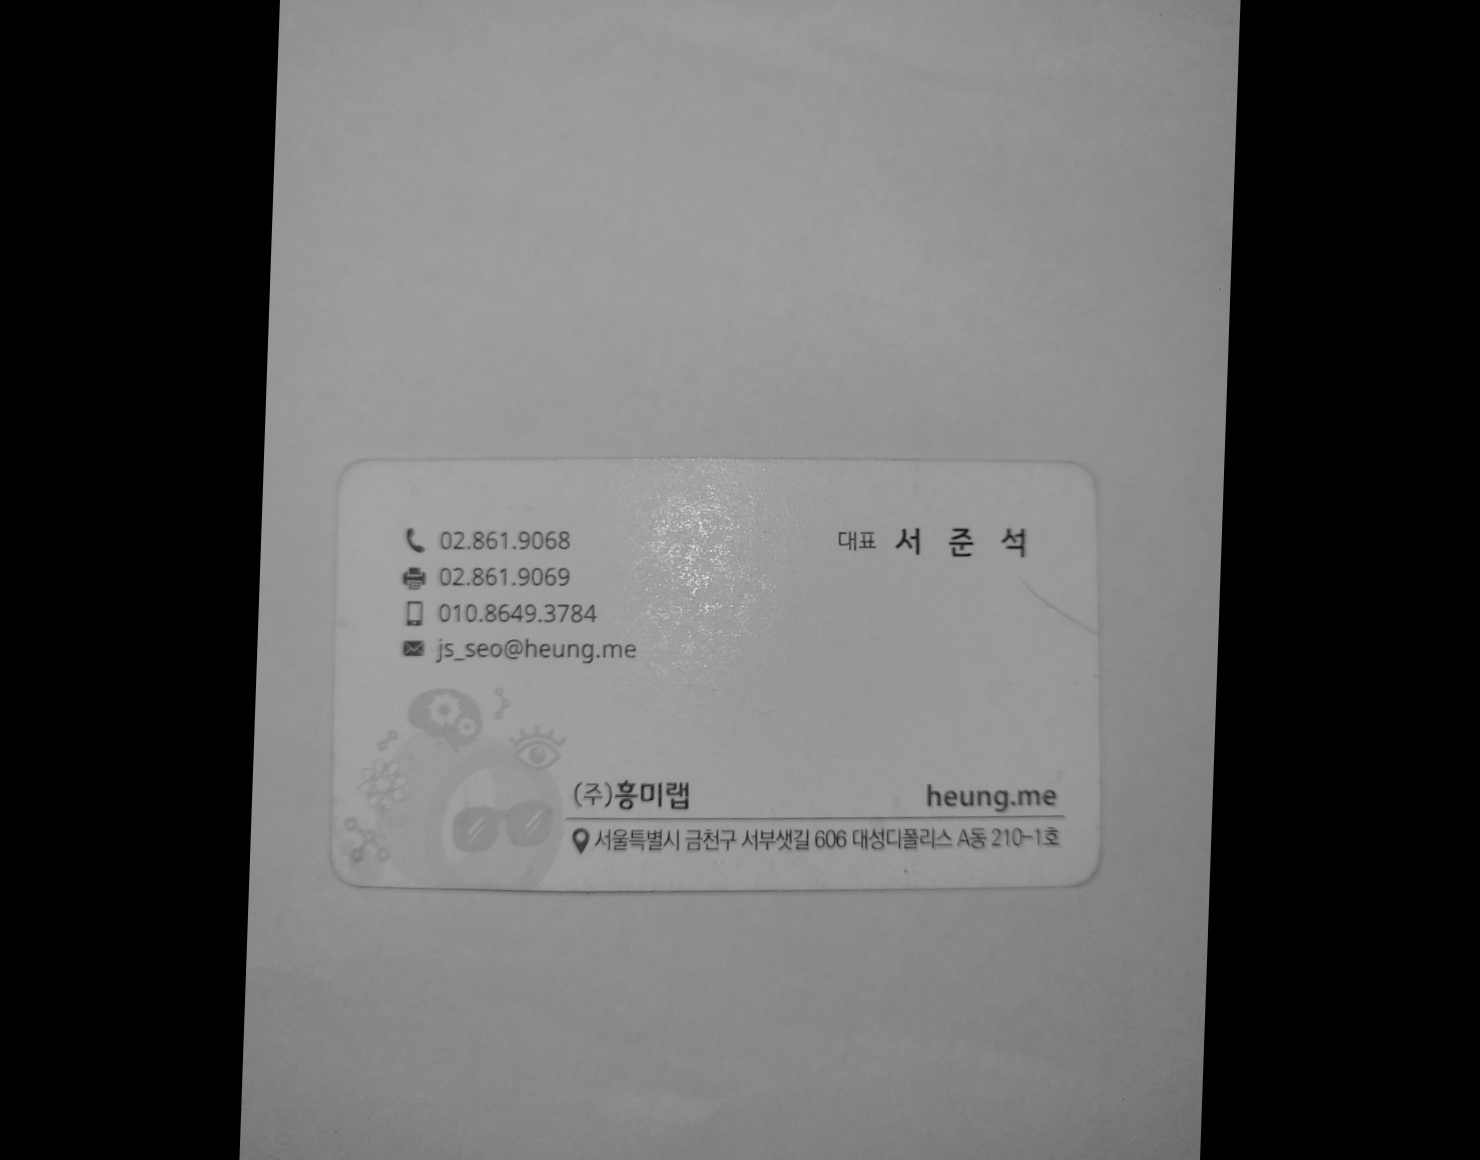 02.861.9068
02.861.9069
010.8649.3784
js_seo@heung.me
대표 서 준 석
(주)흥미랩
heung.me
서울특별시 금천구 서부샛길 606 대성디폴리스 A동 210-1호